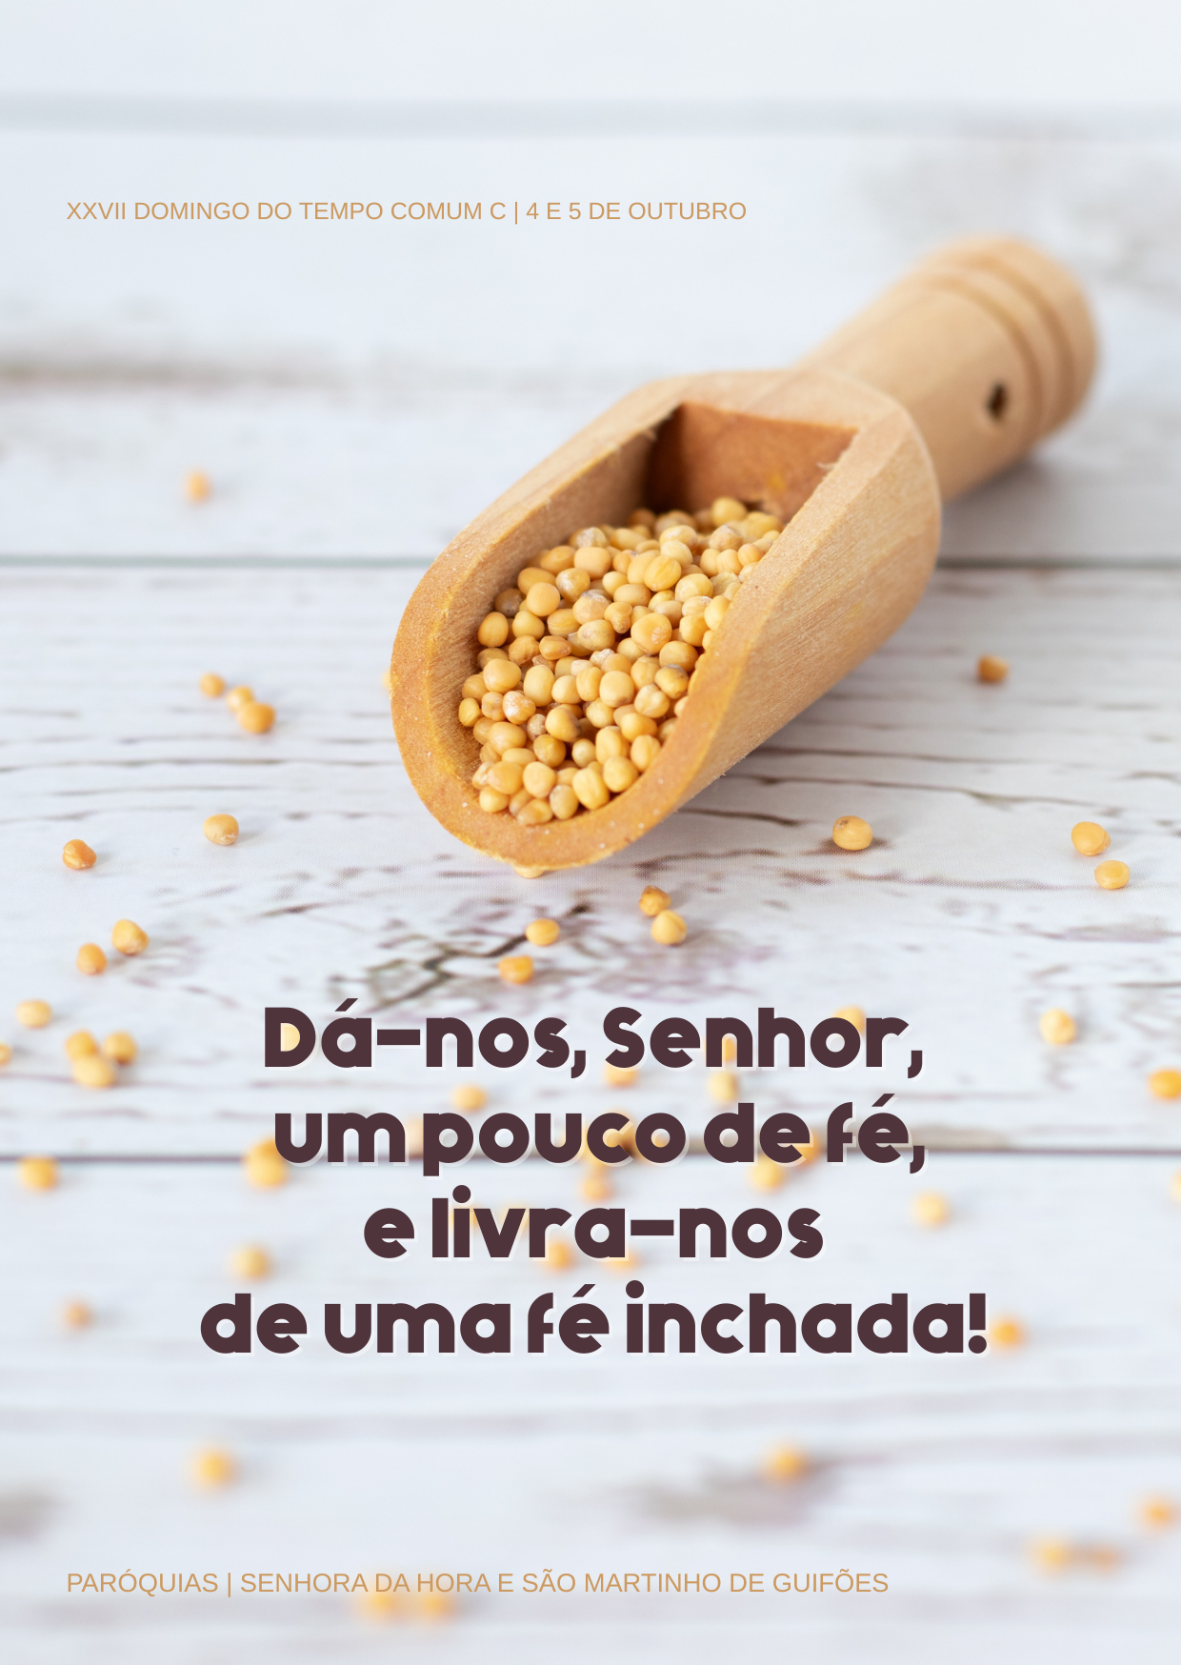 XXVII DOMINGO DO TEMPO COMUM C | 4 E 5 DE OUTUBRO
Dá-nos, Senhor,
um pouco de fé,
e livra-nos
de uma fé inchada!
PARÓQUIAS | SENHORA DA HORA E SÃO MARTINHO DE GUIFÕES